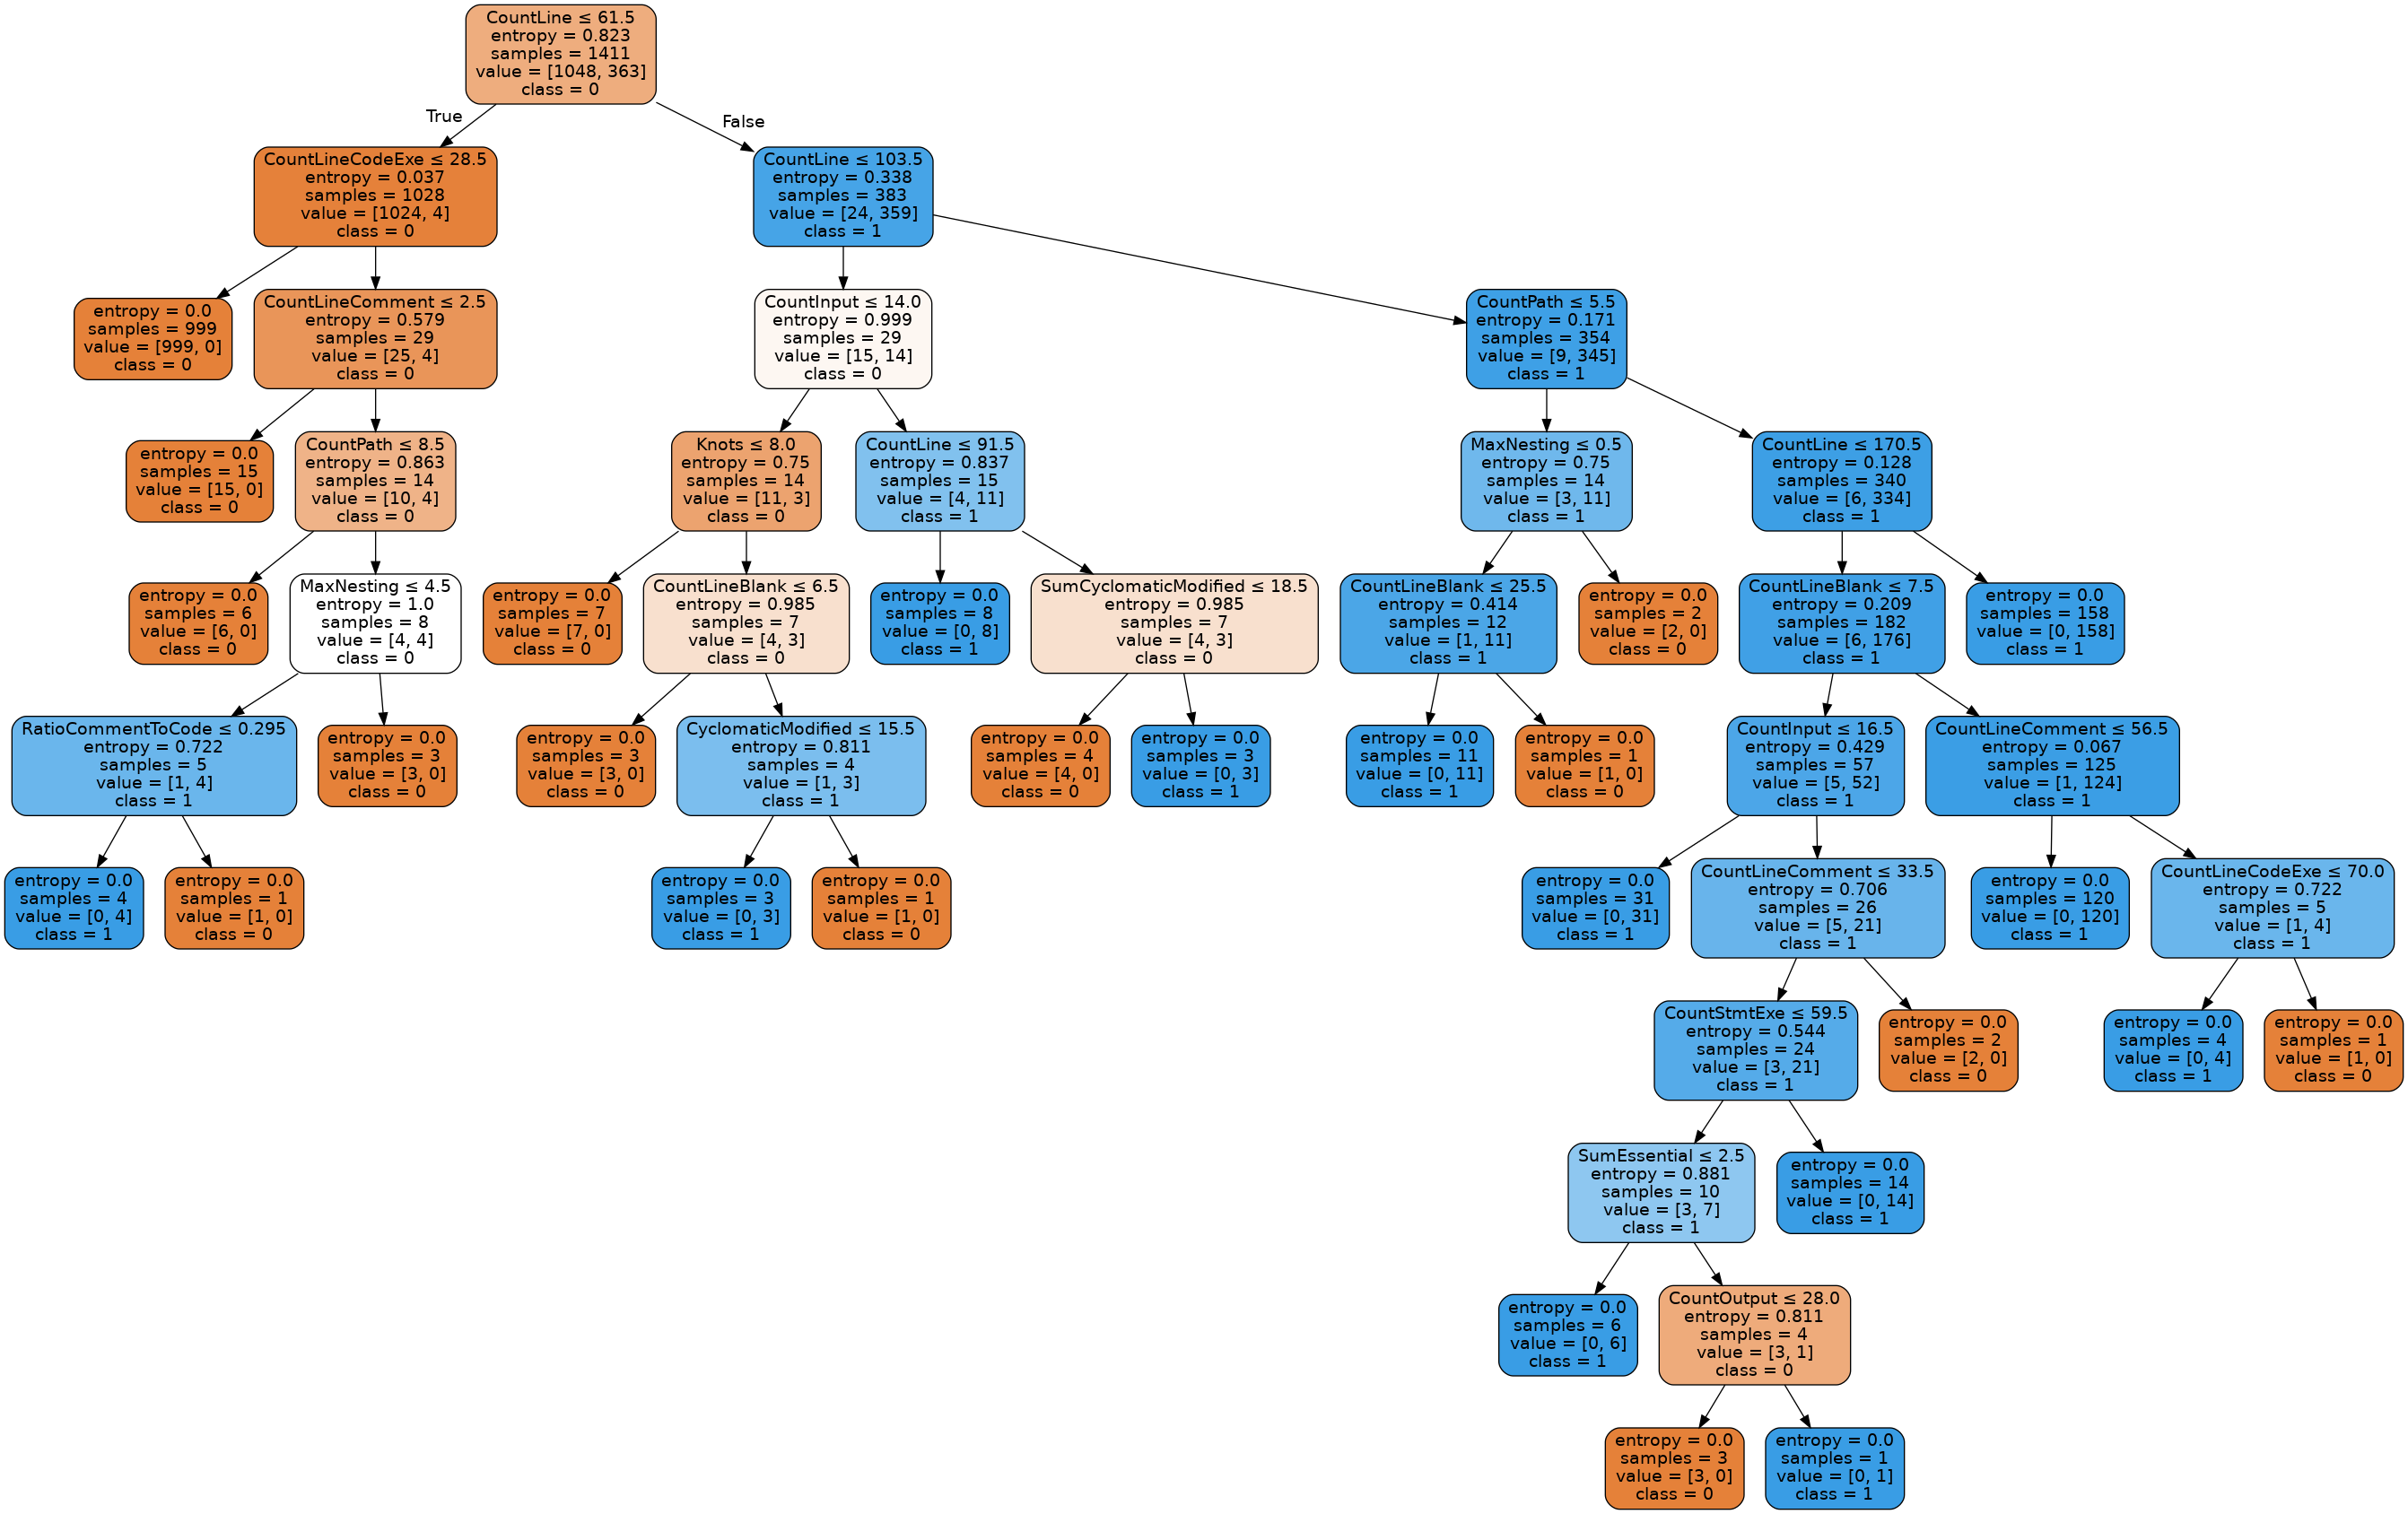 CountLine ≤ 61.5
entropy = 0.823
samples = 1411
value = [1048, 363]
class = 0
True
False
CountLineCodeExe ≤ 28.5
entropy = 0.037
samples = 1028
value = [1024, 4]
class = 0
CountLine ≤ 103.5
entropy = 0.338
samples = 383
value = [24, 359]
class = 1
entropy = 0.0
samples = 999
value = [999, 0]
class = 0
CountLineComment ≤ 2.5
entropy = 0.579
samples = 29
value = [25, 4]
class = 0
CountInput ≤ 14.0
entropy = 0.999
samples = 29
value = [15, 14]
class = 0
CountPath ≤ 5.5
entropy = 0.171
samples = 354
value = [9, 345]
class = 1
entropy = 0.0
samples = 15
value = [15, 0]
class = 0
CountPath ≤ 8.5
entropy = 0.863
samples = 14
value = [10, 4]
class = 0
Knots ≤ 8.0
entropy = 0.75
samples = 14
value = [11, 3]
class = 0
CountLine ≤ 91.5
entropy = 0.837
samples = 15
value = [4, 11]
class = 1
MaxNesting ≤ 0.5
entropy = 0.75
samples = 14
value = [3, 11]
class = 1
CountLine ≤ 170.5
entropy = 0.128
samples = 340
value = [6, 334]
class = 1
entropy = 0.0
samples = 6
value = [6, 0]
class = 0
MaxNesting ≤ 4.5
entropy = 1.0
samples = 8
value = [4, 4]
class = 0
entropy = 0.0
samples = 7
value = [7, 0]
class = 0
CountLineBlank ≤ 6.5
entropy = 0.985
samples = 7
value = [4, 3]
class = 0
entropy = 0.0
samples = 8
value = [0, 8]
class = 1
SumCyclomaticModified ≤ 18.5
entropy = 0.985
samples = 7
value = [4, 3]
class = 0
CountLineBlank ≤ 25.5
entropy = 0.414
samples = 12
value = [1, 11]
class = 1
entropy = 0.0
samples = 2
value = [2, 0]
class = 0
CountLineBlank ≤ 7.5
entropy = 0.209
samples = 182
value = [6, 176]
class = 1
entropy = 0.0
samples = 158
value = [0, 158]
class = 1
RatioCommentToCode ≤ 0.295
entropy = 0.722
samples = 5
value = [1, 4]
class = 1
entropy = 0.0
samples = 3
value = [3, 0]
class = 0
entropy = 0.0
samples = 3
value = [3, 0]
class = 0
CyclomaticModified ≤ 15.5
entropy = 0.811
samples = 4
value = [1, 3]
class = 1
entropy = 0.0
samples = 4
value = [4, 0]
class = 0
entropy = 0.0
samples = 3
value = [0, 3]
class = 1
entropy = 0.0
samples = 11
value = [0, 11]
class = 1
entropy = 0.0
samples = 1
value = [1, 0]
class = 0
CountInput ≤ 16.5
entropy = 0.429
samples = 57
value = [5, 52]
class = 1
CountLineComment ≤ 56.5
entropy = 0.067
samples = 125
value = [1, 124]
class = 1
entropy = 0.0
samples = 4
value = [0, 4]
class = 1
entropy = 0.0
samples = 1
value = [1, 0]
class = 0
entropy = 0.0
samples = 3
value = [0, 3]
class = 1
entropy = 0.0
samples = 1
value = [1, 0]
class = 0
entropy = 0.0
samples = 31
value = [0, 31]
class = 1
CountLineComment ≤ 33.5
entropy = 0.706
samples = 26
value = [5, 21]
class = 1
entropy = 0.0
samples = 120
value = [0, 120]
class = 1
CountLineCodeExe ≤ 70.0
entropy = 0.722
samples = 5
value = [1, 4]
class = 1
CountStmtExe ≤ 59.5
entropy = 0.544
samples = 24
value = [3, 21]
class = 1
entropy = 0.0
samples = 2
value = [2, 0]
class = 0
entropy = 0.0
samples = 4
value = [0, 4]
class = 1
entropy = 0.0
samples = 1
value = [1, 0]
class = 0
SumEssential ≤ 2.5
entropy = 0.881
samples = 10
value = [3, 7]
class = 1
entropy = 0.0
samples = 14
value = [0, 14]
class = 1
entropy = 0.0
samples = 6
value = [0, 6]
class = 1
CountOutput ≤ 28.0
entropy = 0.811
samples = 4
value = [3, 1]
class = 0
entropy = 0.0
samples = 3
value = [3, 0]
class = 0
entropy = 0.0
samples = 1
value = [0, 1]
class = 1